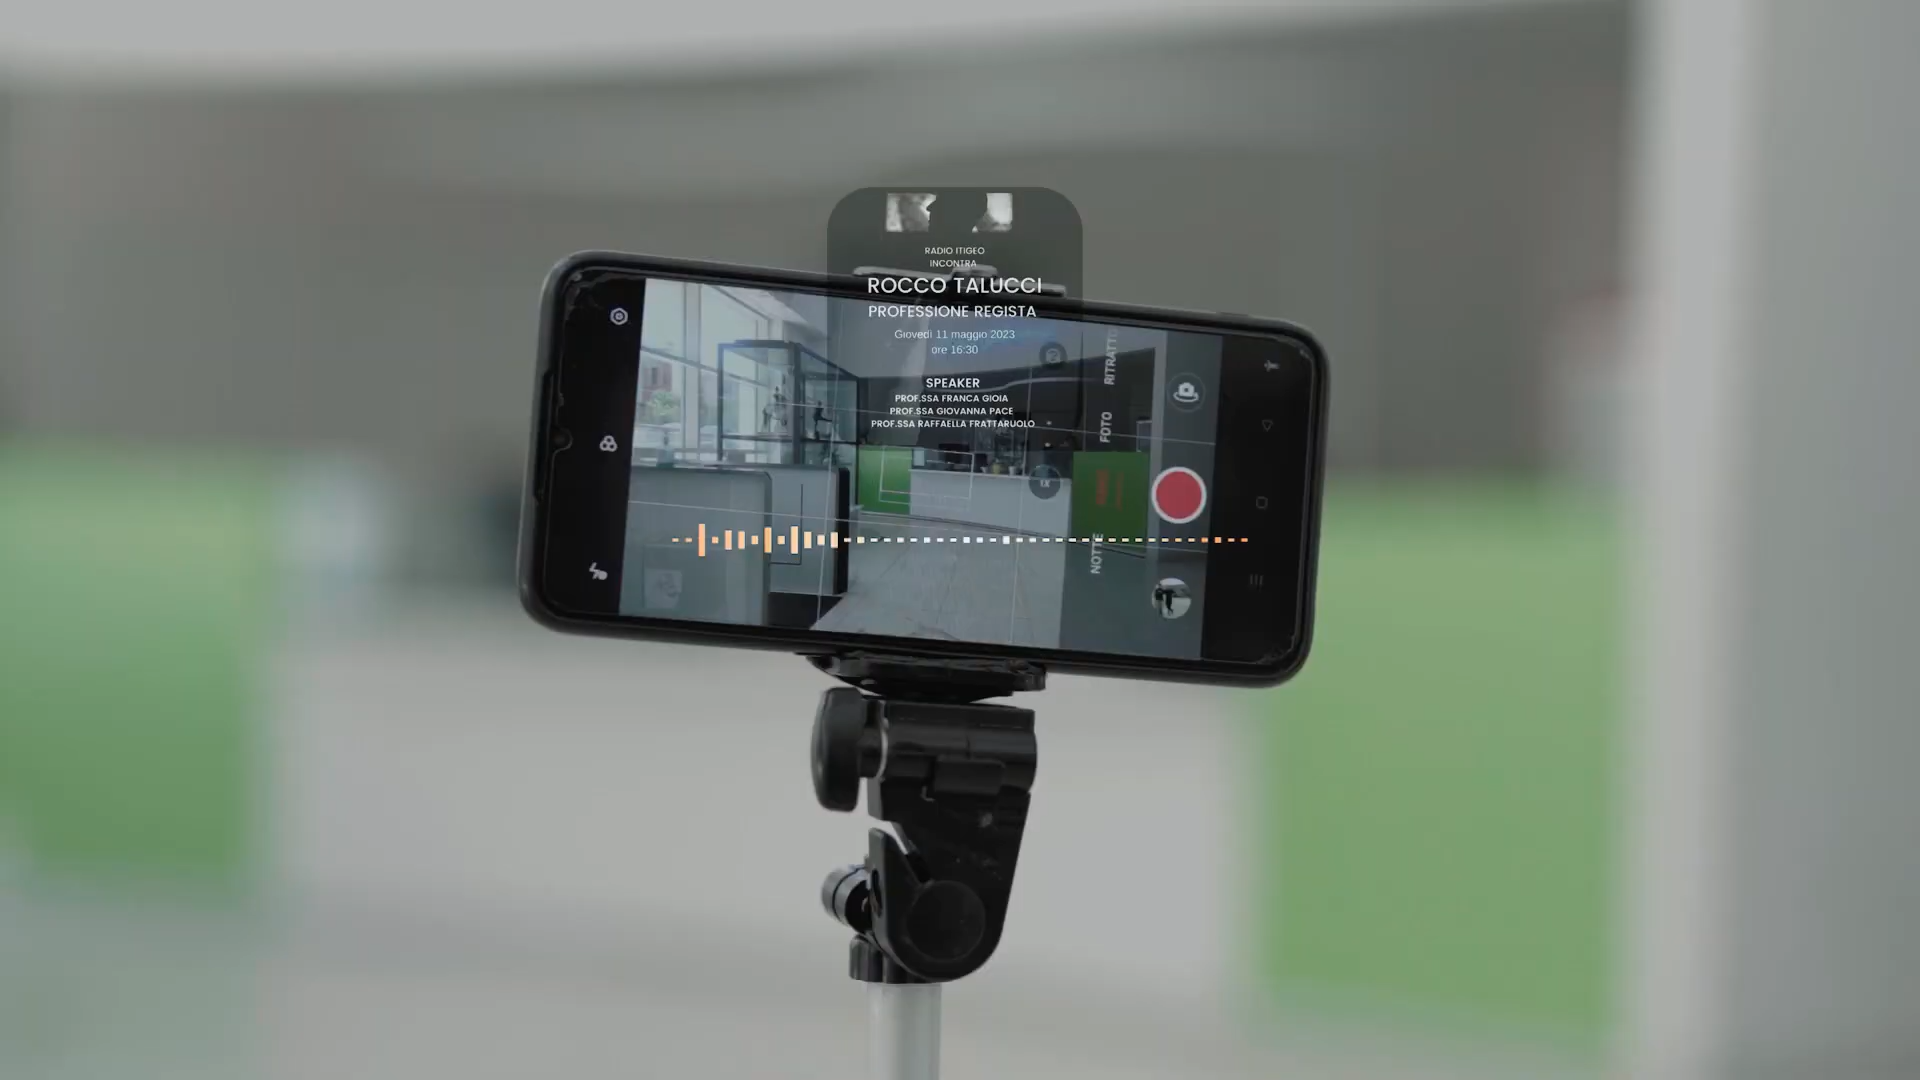 RADIO ITIGEO
INCONTRA
ROCCO TALUCCI
PROFESSIONE REGISTA
Giovedì 11 maggio 2023
ore 16:30
SPEAKER
PROF.SSA FRANCA GIOIA
PROF.SSA GIOVANNA PACE
PROF.SSA RAFFAELLA FRATTARUOLO
RITRATTO
FOTO
1X
NOTTE